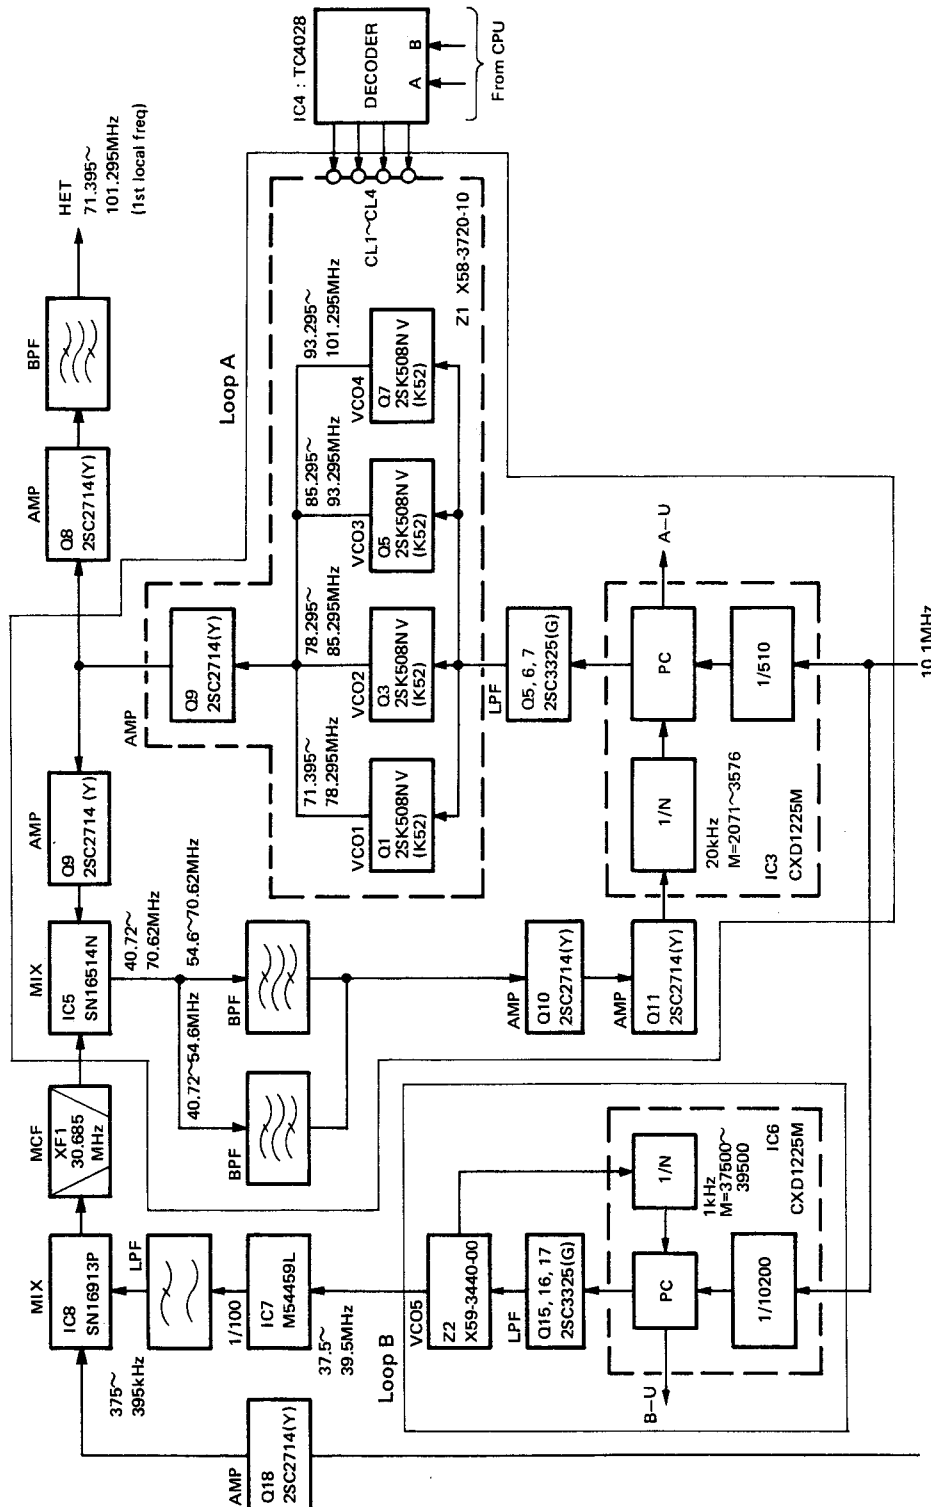 AMP
Q18
2SC2714(Y)
375~
395kHz
MIX
IC8
SN16913P
LPF
1/100
IC7
M54459L
37.5~
39.5MHz
MCF
XF1
30.685
MHz
MIX
IC5
SN16514N
40.72~
70.62MHz
40.72~54.6MHz
54.6~70.62MHz
BPF
BPF
AMP
Q9
2SC2714 (Y)
AMP
Q8
2SC2714(Y)
BPF
HET
71.395~
101.295MHz
(1st local freq)
Loop A
AMP
Q9
2SC2714(Y)
71.395~
78.295MHz
78.295~
85.295MHz
85.295~
93.295MHz
93.295~
101.295MHz
VCO1
Q1
2SK508NV
(K52)
VCO2
Q3
2SK508NV
(K52)
VCO3
Q5
2SK508NV
(K52)
VCO4
Q7
2SK508NV
(K52)
CL1~CL4
Z1 X58-3720-10
IC4 : TC4028
DECODER
A
B
From CPU
AMP
Q10
2SC2714(Y)
AMP
Q11
2SC2714(Y)
LPF
Q5, 6, 7
2SC3325(G)
1/N
PC
A-U
20kHz
M=2071~3576
1/510
IC3
CXD1225M
Loop B
VCO5
Z2
X59-3440-00
LPF
Q15, 16, 17
2SC3325(G)
B-U
PC
1/N
1kHz
M=37500~
39500
1/10200
IC6
CXD1225M